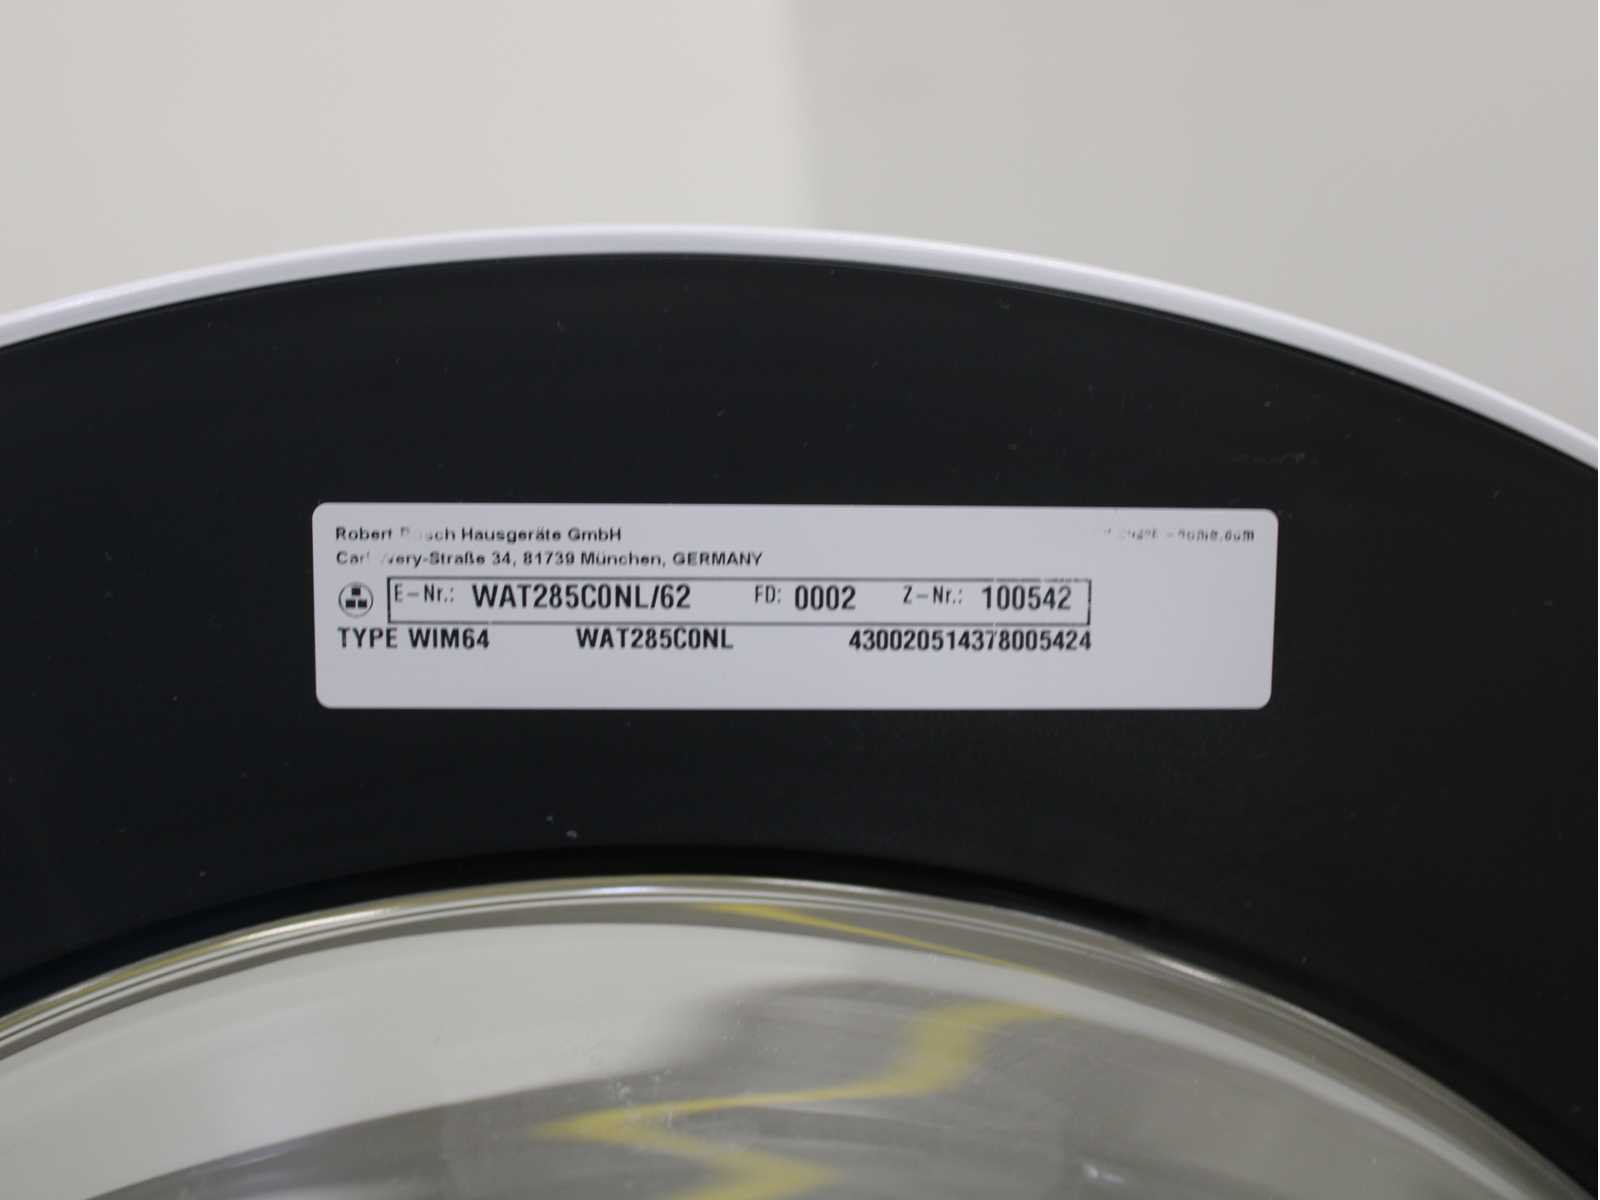 Robert Bosch Hausgeräte GmbH
Carl-Wery-Straße 34, 81739 München, GERMANY
E-Nr.: WAT285C0NL/62 FD: 0002 Z-Nr.: 100542
TYPE WIM64 WAT285C0NL 430020514378005424